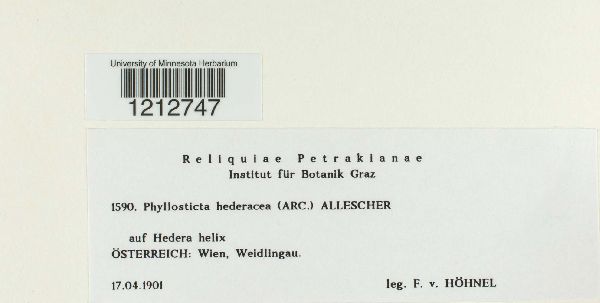 University of Minnesota Herbarium
1212747
Reliquiae Petrakianae
Institut für Botanik Graz
1590. Phyllosticta hederacea (ARC.) ALLESCHER
auf Hedera helix
ÖSTERREICH: Wien, Weidlingau.
17.04.1901 leg. F. v. HÖHNEL